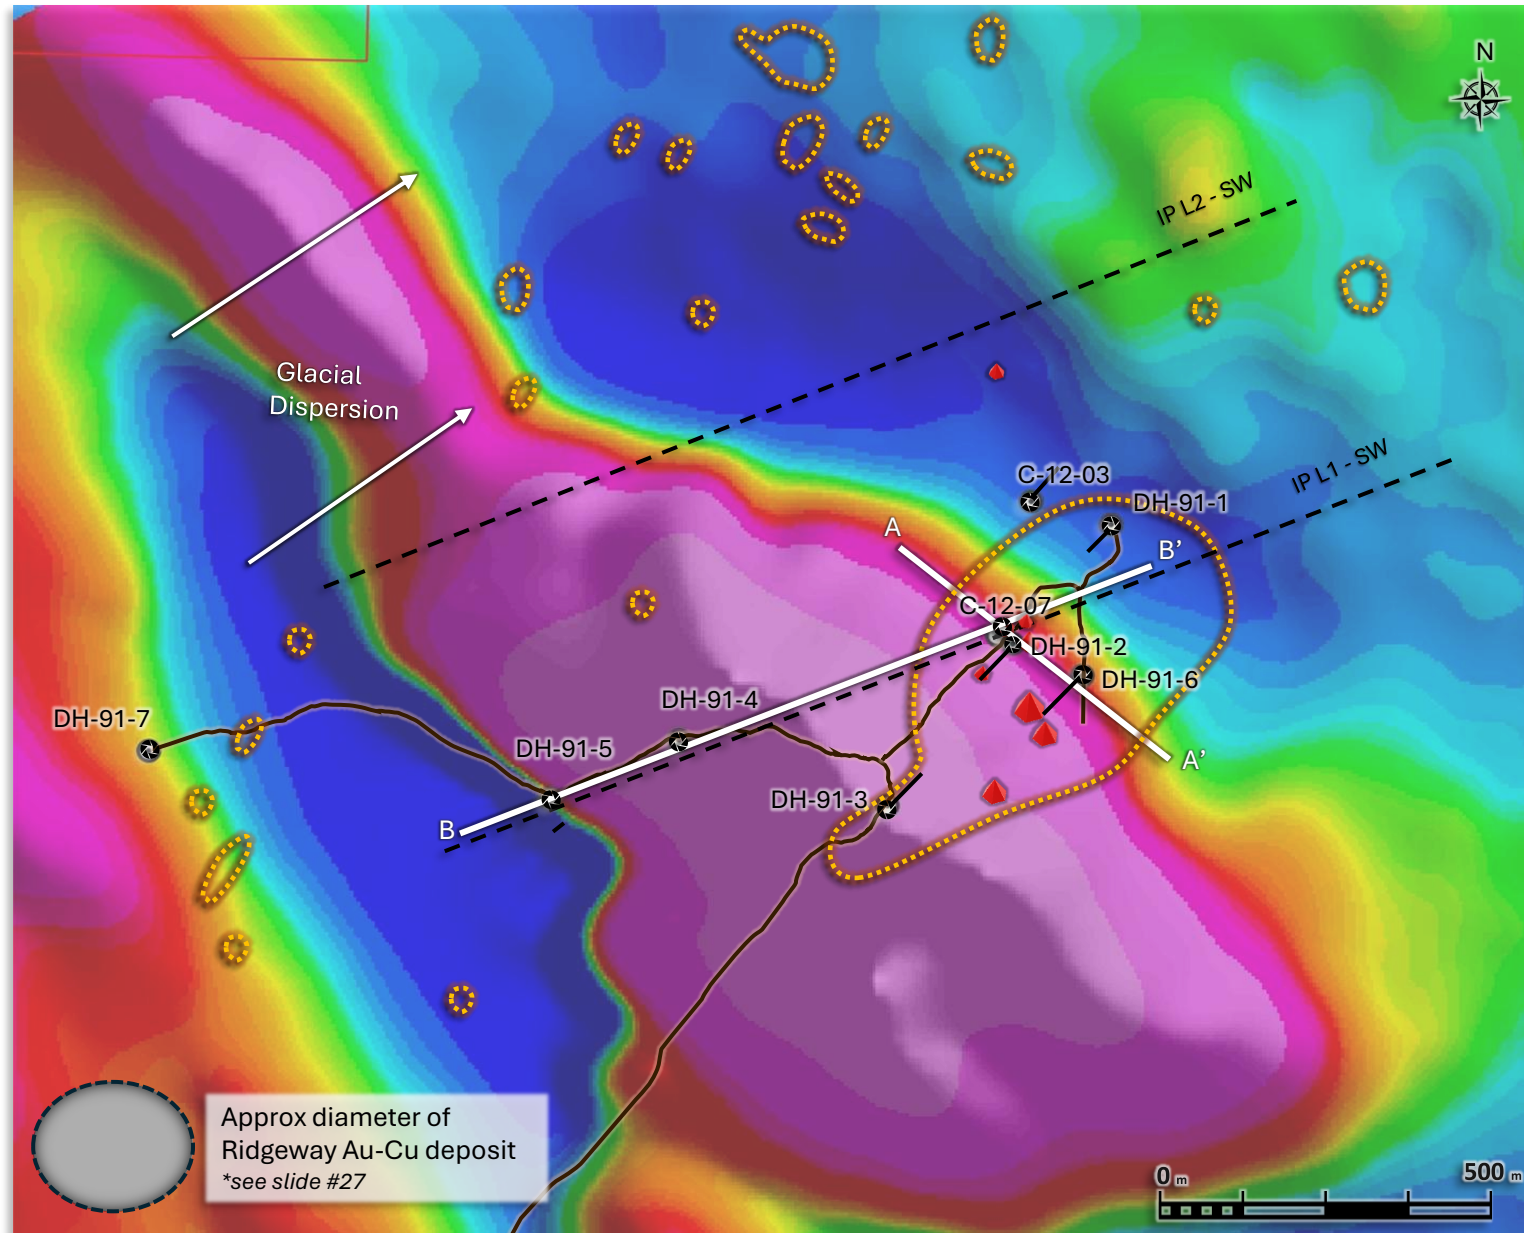 N
IP L2 - SW
Glacial
Dispersion
IP L1 - SW
C-12-03
DH-91-1
A
B’
C-12-07
DH-91-2
DH-91-6
DH-91-4
DH-91-7
DH-91-5
A’
DH-91-3
B
Approx diameter of
Ridgeway Au-Cu deposit
*see slide #27
0 m 500 m